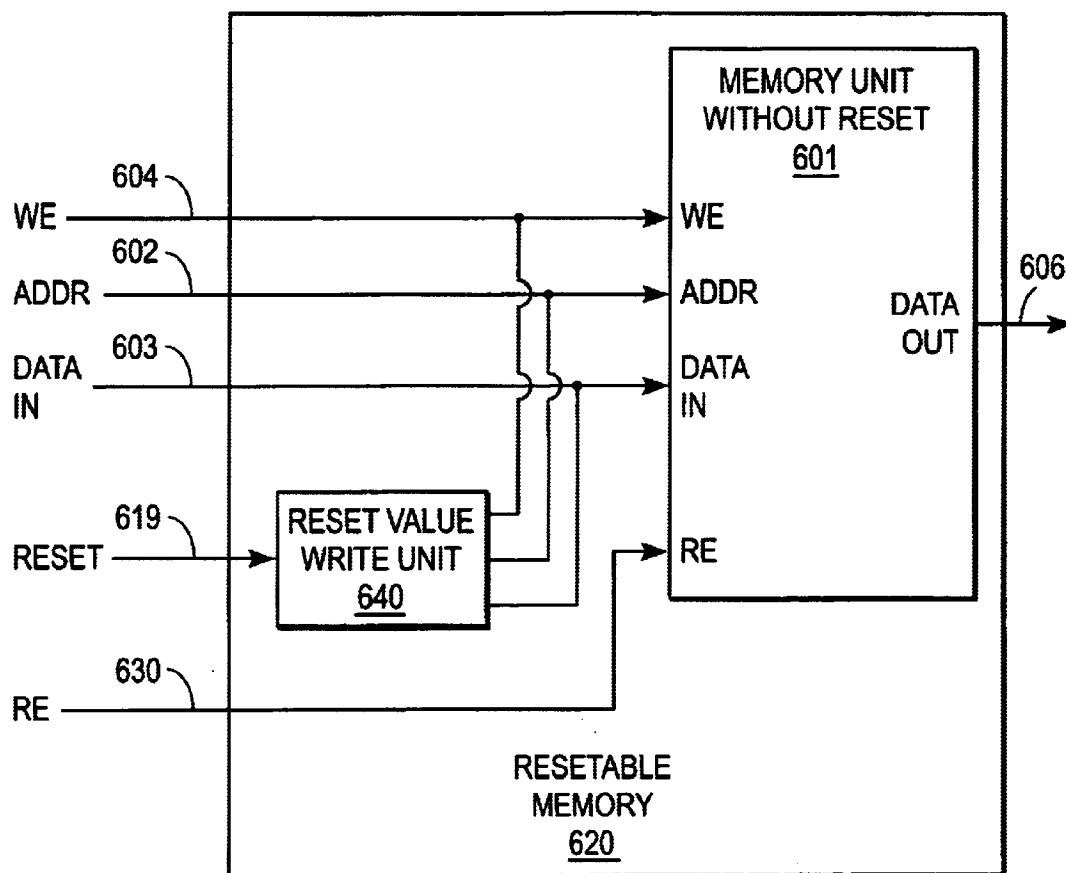 MEMORY UNIT
WITHOUT RESET
601
604
WE
WE
602
ADDR
ADDR
606
DATA
OUT
603
DATA
IN
DATA
IN
619
RESET
RESET VALUE
WRITE UNIT
640
RE
630
RE
RESETABLE
MEMORY
620